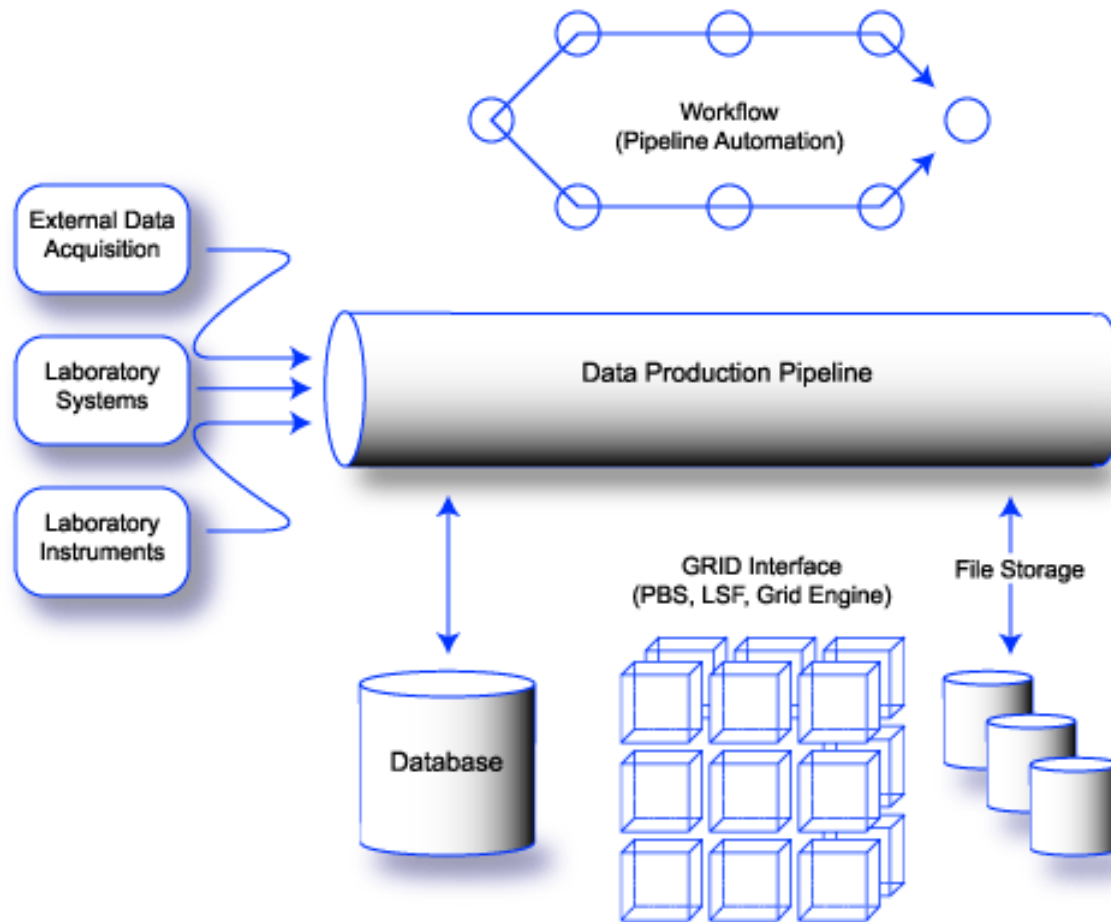 Workflow
(Pipeline Automation)
External Data
Acquisition
Laboratory
Systems
Laboratory
Instruments
Data Production Pipeline
GRID Interface
(PBS, LSF, Grid Engine)
File Storage
Database